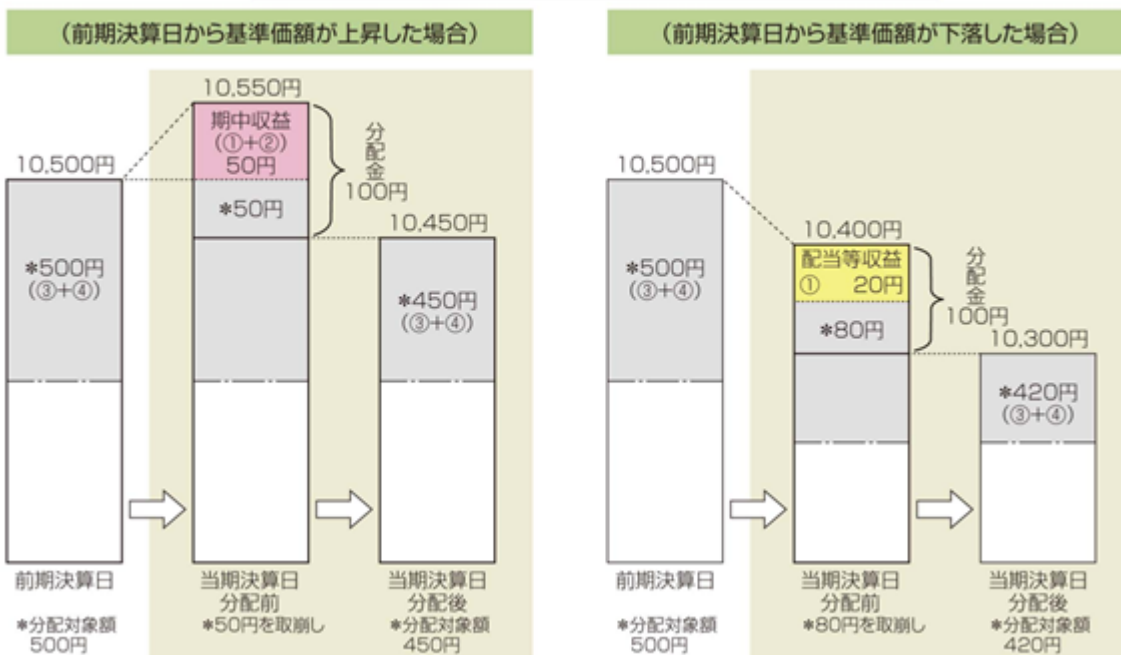 （前期決算日から基準価額が上昇した場合）
10,550円
期中収益
（①＋②）
50円
分配金
100円
10,500円
＊50円
10,450円
＊500円
（③＋④）
＊450円
（③＋④）
前期決算日
当期決算日
分配前
当期決算日
分配後
＊分配対象額
500円
＊50円を取崩し
＊分配対象額
450円
（前期決算日から基準価額が下落した場合）
10,500円
10,400円
配当等収益
①　20円
分配金
100円
＊500円
（③＋④）
＊80円
10,300円
＊420円
（③＋④）
前期決算日
当期決算日
分配前
当期決算日
分配後
＊分配対象額
500円
＊80円を取崩し
＊分配対象額
420円